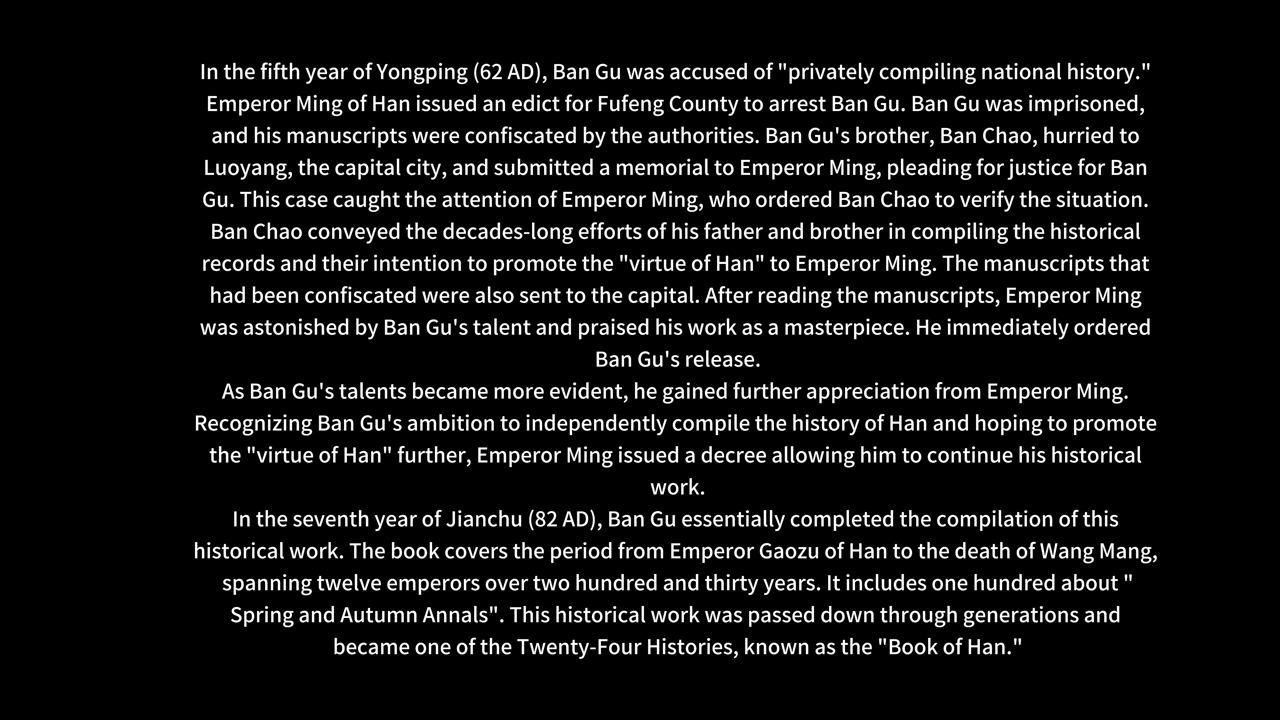 In the fifth year of Yongping (62 AD), Ban Gu was accused of "privately compiling national history."
Emperor Ming of Han issued an edict for Fufeng County to arrest Ban Gu. Ban Gu was imprisoned,
and his manuscripts were confiscated by the authorities. Ban Gu's brother, Ban Chao, hurried to
Luoyang, the capital city, and submitted a memorial to Emperor Ming, pleading for justice for Ban
Gu. This case caught the attention of Emperor Ming, who ordered Ban Chao to verify the situation.
Ban Chao conveyed the decades-long efforts of his father and brother in compiling the historical
records and their intention to promote the "virtue of Han" to Emperor Ming. The manuscripts that
had been confiscated were also sent to the capital. After reading the manuscripts, Emperor Ming
was astonished by Ban Gu's talent and praised his work as a masterpiece. He immediately ordered
Ban Gu's release.
As Ban Gu's talents became more evident, he gained further appreciation from Emperor Ming.
Recognizing Ban Gu's ambition to independently compile the history of Han and hoping to promote
the "virtue of Han" further, Emperor Ming issued a decree allowing him to continue his historical
work.
In the seventh year of Jianchu (82 AD), Ban Gu essentially completed the compilation of this
historical work. The book covers the period from Emperor Gaozu of Han to the death of Wang Mang,
spanning twelve emperors over two hundred and thirty years. It includes one hundred about "
Spring and Autumn Annals". This historical work was passed down through generations and
became one of the Twenty-Four Histories, known as the "Book of Han."